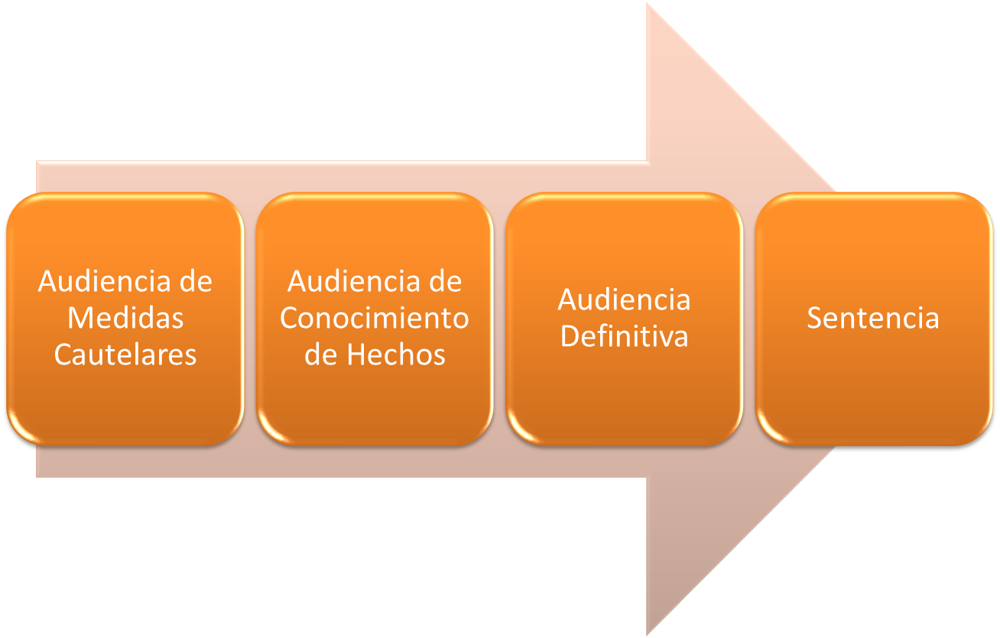 Audiencia de
Medidas
Cautelares
Audiencia de
Conocimiento
de Hechos
Audiencia
Definitiva
Sentencia